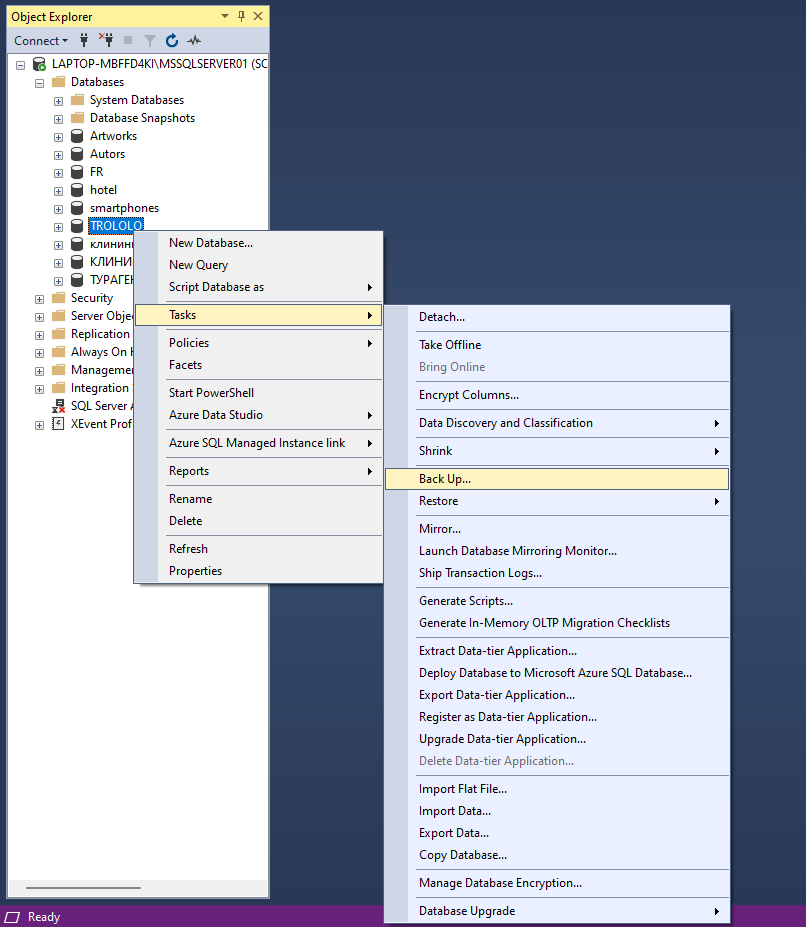 Object Explorer
Connect
LAPTOP-MBFFD4KI\MSSQLSERVER01 (SC
Databases
System Databases
Database Snapshots
Artworks
Autors
FR
hotel
smartphones
TROLOLO
клининг
КЛИНИ
ТУРАГЕН
Security
Server Obje
Replication
Always On H
Managemen
Integration
SQL Server A
XEvent Prof
New Database...
New Query
Script Database as
Tasks
Policies
Facets
Start PowerShell
Azure Data Studio
Azure SQL Managed Instance link
Reports
Rename
Delete
Refresh
Properties
Detach...
Take Offline
Bring Online
Encrypt Columns...
Data Discovery and Classification
Shrink
Back Up...
Restore
Mirror...
Launch Database Mirroring Monitor...
Ship Transaction Logs...
Generate Scripts...
Generate In-Memory OLTP Migration Checklists
Extract Data-tier Application...
Deploy Database to Microsoft Azure SQL Database...
Export Data-tier Application...
Register as Data-tier Application...
Upgrade Data-tier Application...
Delete Data-tier Application...
Import Flat File...
Import Data...
Export Data...
Copy Database...
Manage Database Encryption...
Database Upgrade
Ready